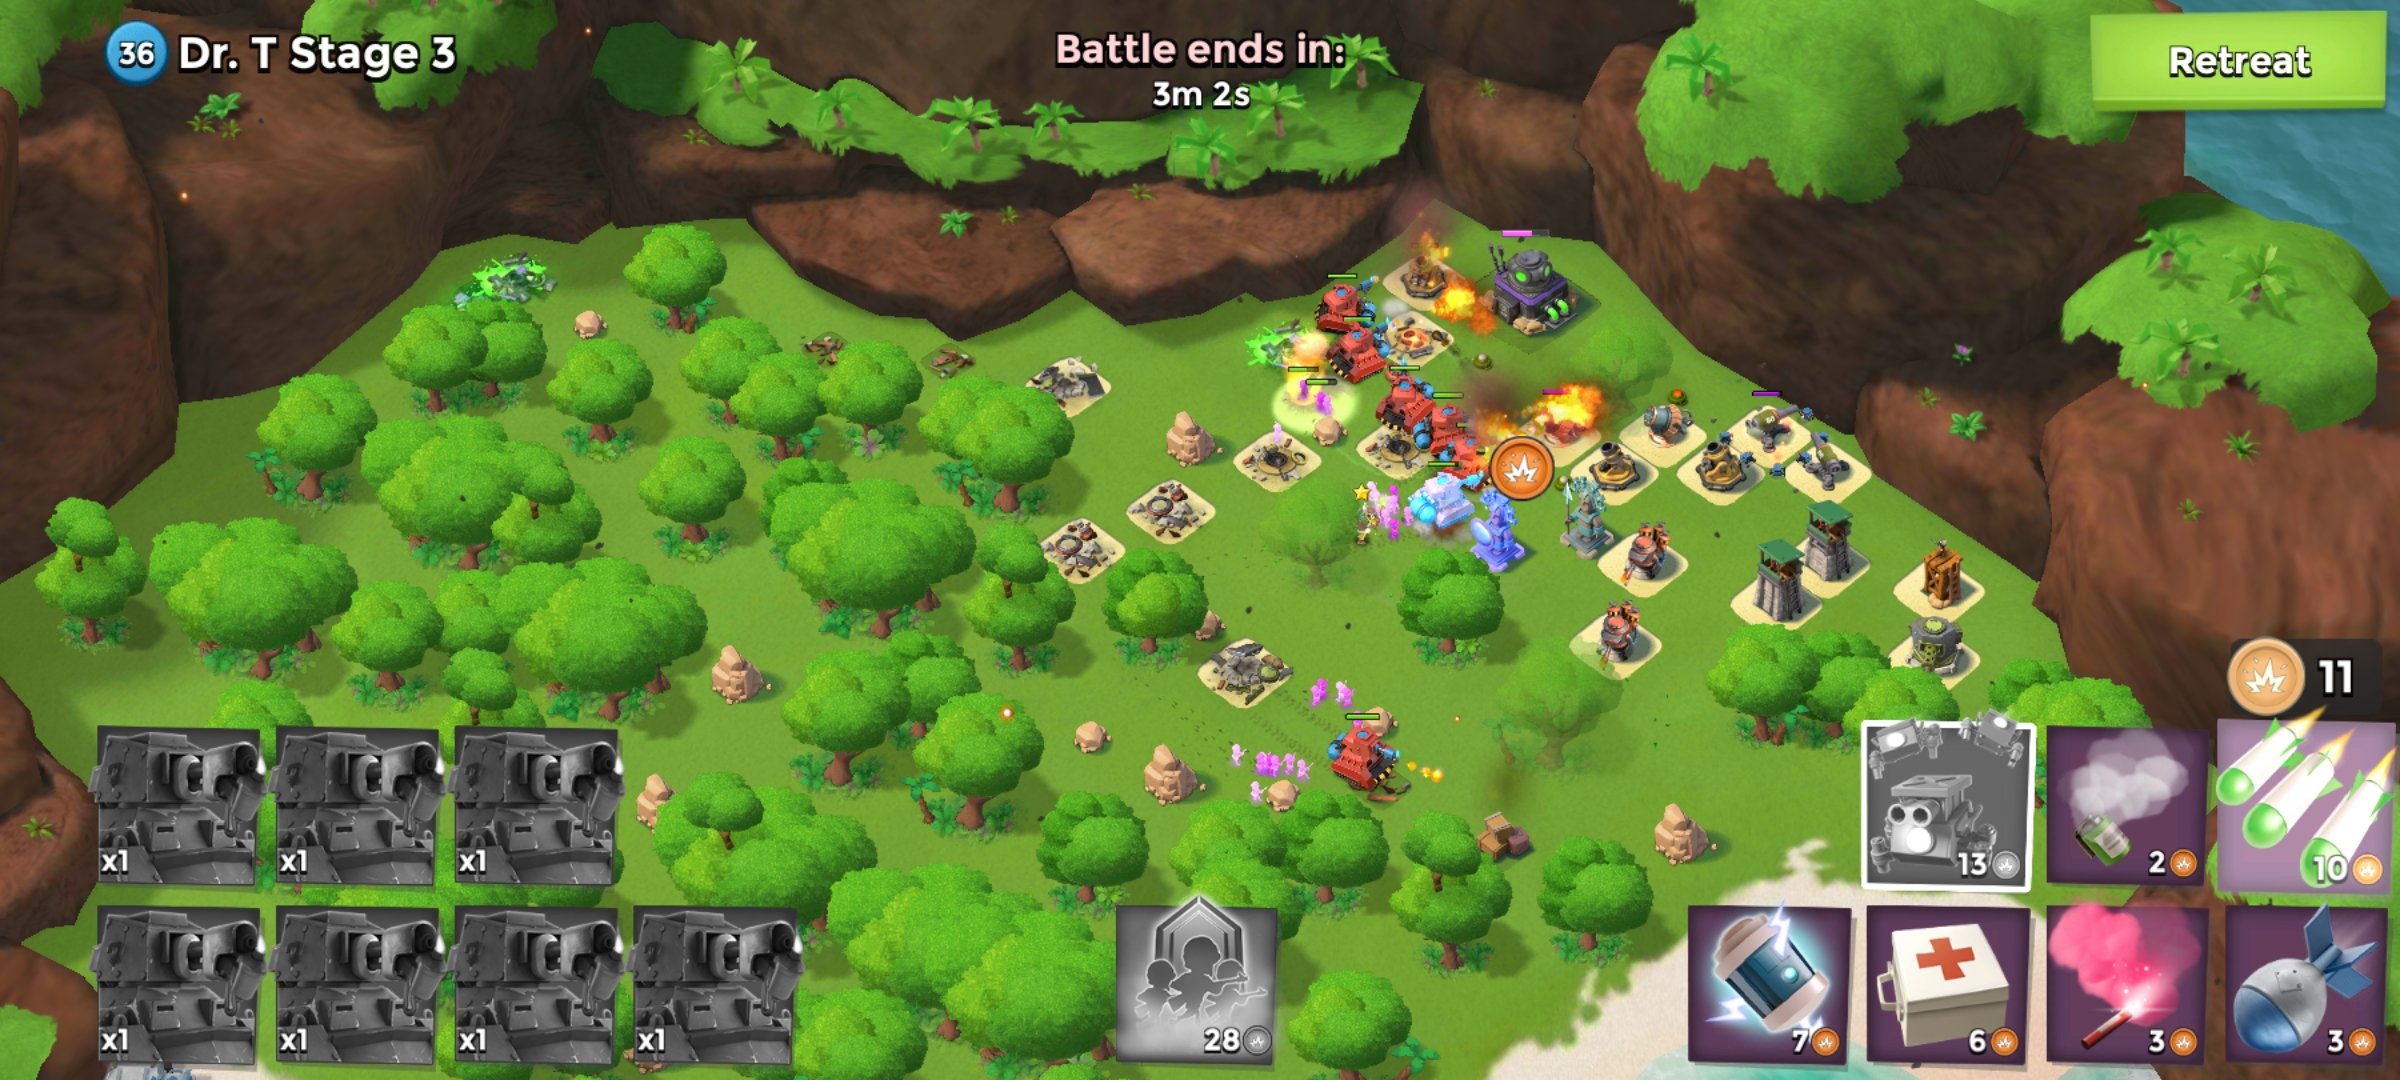 36 Dr. T Stage 3
Battle ends in:
3m 2s
Retreat
11
x1 x1 x1
13 2 10
x1 x1 x1 x1
28
7 6 3 3